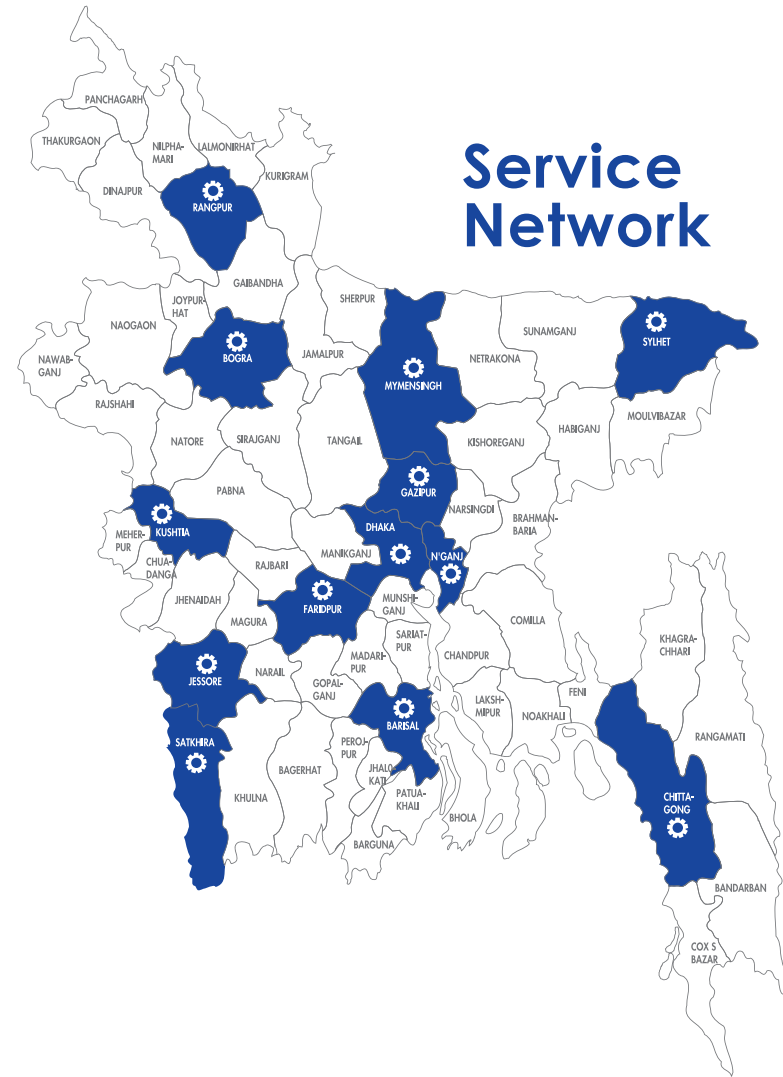 Service
Network
PANCHAGARH
THAKURGAON
NILPHA-
MARI
LALMONIRHAT
KURIGRAM
DINAJPUR
RANGPUR
GAIBANDHA
JOYPUR-
HAT
NAOGAON
SHERPUR
SUNAMGANJ
SYLHET
NAWAB-
GANJ
BOGRA
JAMALPUR
MYMENSINGH
NETRAKONA
RAJSHAHI
MOULVIBAZAR
NATORE
SIRAJGANJ
TANGAIL
KISHOREGANJ
HABIGANJ
PABNA
GAZIPUR
NARSINGDI
BRAHMAN-
BARIA
KUSHTIA
MEHER-
PUR
DHAKA
MANIKGANJ
N'GANJ
CHUA-
DANGA
RAJBARI
JHENAIDAH
FARIDPUR
MUNSHI-
GANJ
MAGURA
COMILLA
SARIAT-
PUR
KHAGRA-
CHHARI
CHANDPUR
MADARI-
PUR
JESSORE
NARAIL
GOPAL-
GANJ
FENI
LAKSH-
MIPUR
NOAKHALI
BARISAL
RANGAMATI
SATKHIRA
PEROJ-
PUR
BAGERHAT
JHALO-
KATI
KHULNA
PATUA-
KHALI
CHITTA-
GONG
BHOLA
BARGUNA
BANDARBAN
COX S
BAZAR